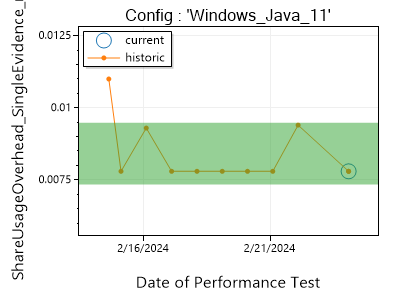 Config : 'Windows_Java_11'
current
historic
0.0125
0.01
0.0075
2/16/2024
2/21/2024
Date of Performance Test
ShareUsageOverhead_SingleEvidence_